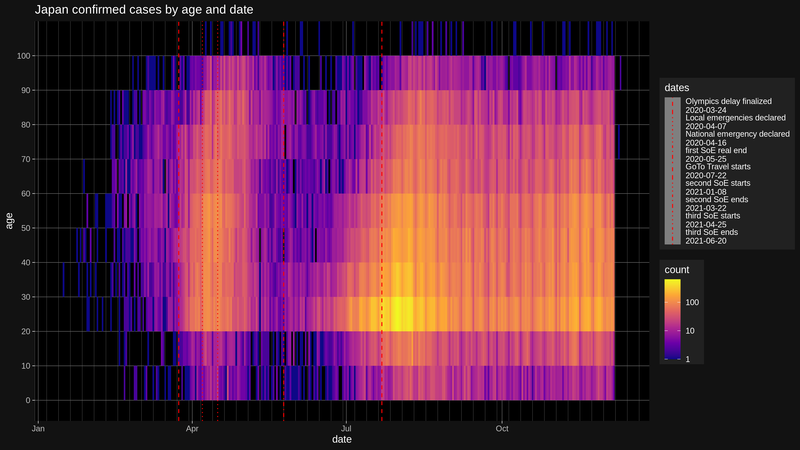 Japan confirmed cases by age and date
100
90
80
70
60
50
40
30
20
10
0
age
Jan
Apr
Jul
Oct
date
dates
Olympics delay finalized
2020-03-24
Local emergencies declared
2020-04-07
National emergency declared
2020-04-16
first SoE real end
2020-05-25
GoTo Travel starts
2020-07-22
second SoE starts
2021-01-08
second SoE ends
2021-03-22
third SoE starts
2021-04-25
third SoE ends
2021-06-20
count
100
10
1